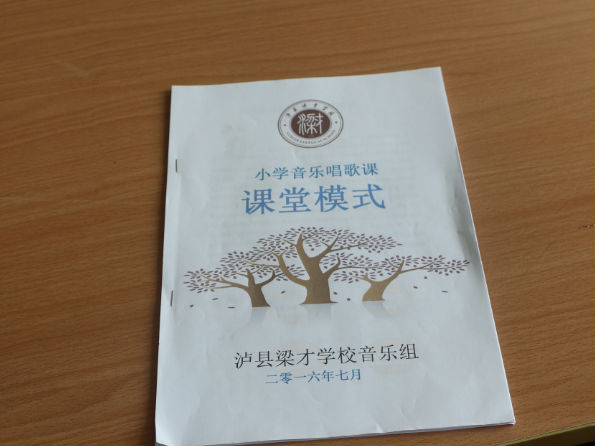 小学音乐唱歌课
课堂模式
泸县梁才学校音乐组
二零一六年七月